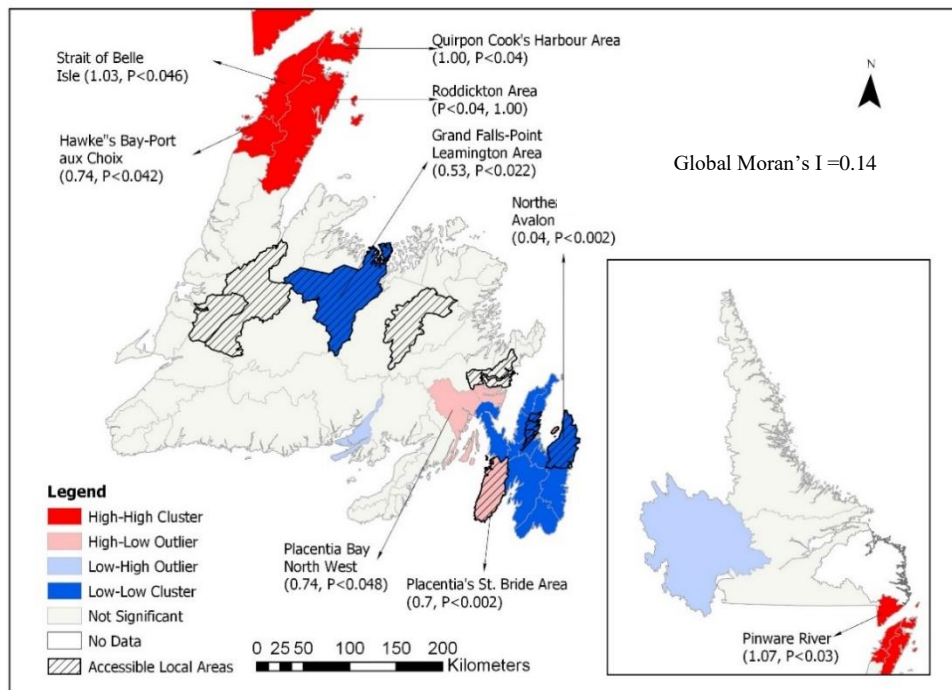 Strait of Belle
Isle (1.03, P<0.046)
Quirpon Cook's Harbour Area
(1.00, P<0.04)
Roddickton Area
(P<0.04, 1.00)
Hawke"s Bay-Port
aux Choix
(0.74, P<0.042)
Grand Falls-Point
Leamington Area
(0.53, P<0.022)
N
Global Moran's I =0.14
Northea
Avalon
(0.04, P<0.002)
Legend
High-High Cluster
High-Low Outlier
Low-High Outlier
Low-Low Cluster
Not Significant
No Data
Accessible Local Areas
Placentia Bay
North West
(0.74, P<0.048)
Placentia's St. Bride Area
(0.7, P<0.002)
0 25 50 100 150 200
Kilometers
Pinware River
(1.07, P<0.03)